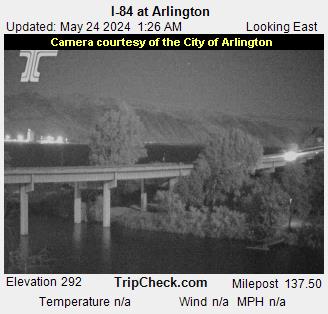 I-84 at Arlington
Updated: May 24 2024 1:26 AM Looking East
Camera courtesy of the City of Arlington
Elevation 292 TripCheck.com Milepost 137.50
Temperature n/a Wind n/a MPH n/a